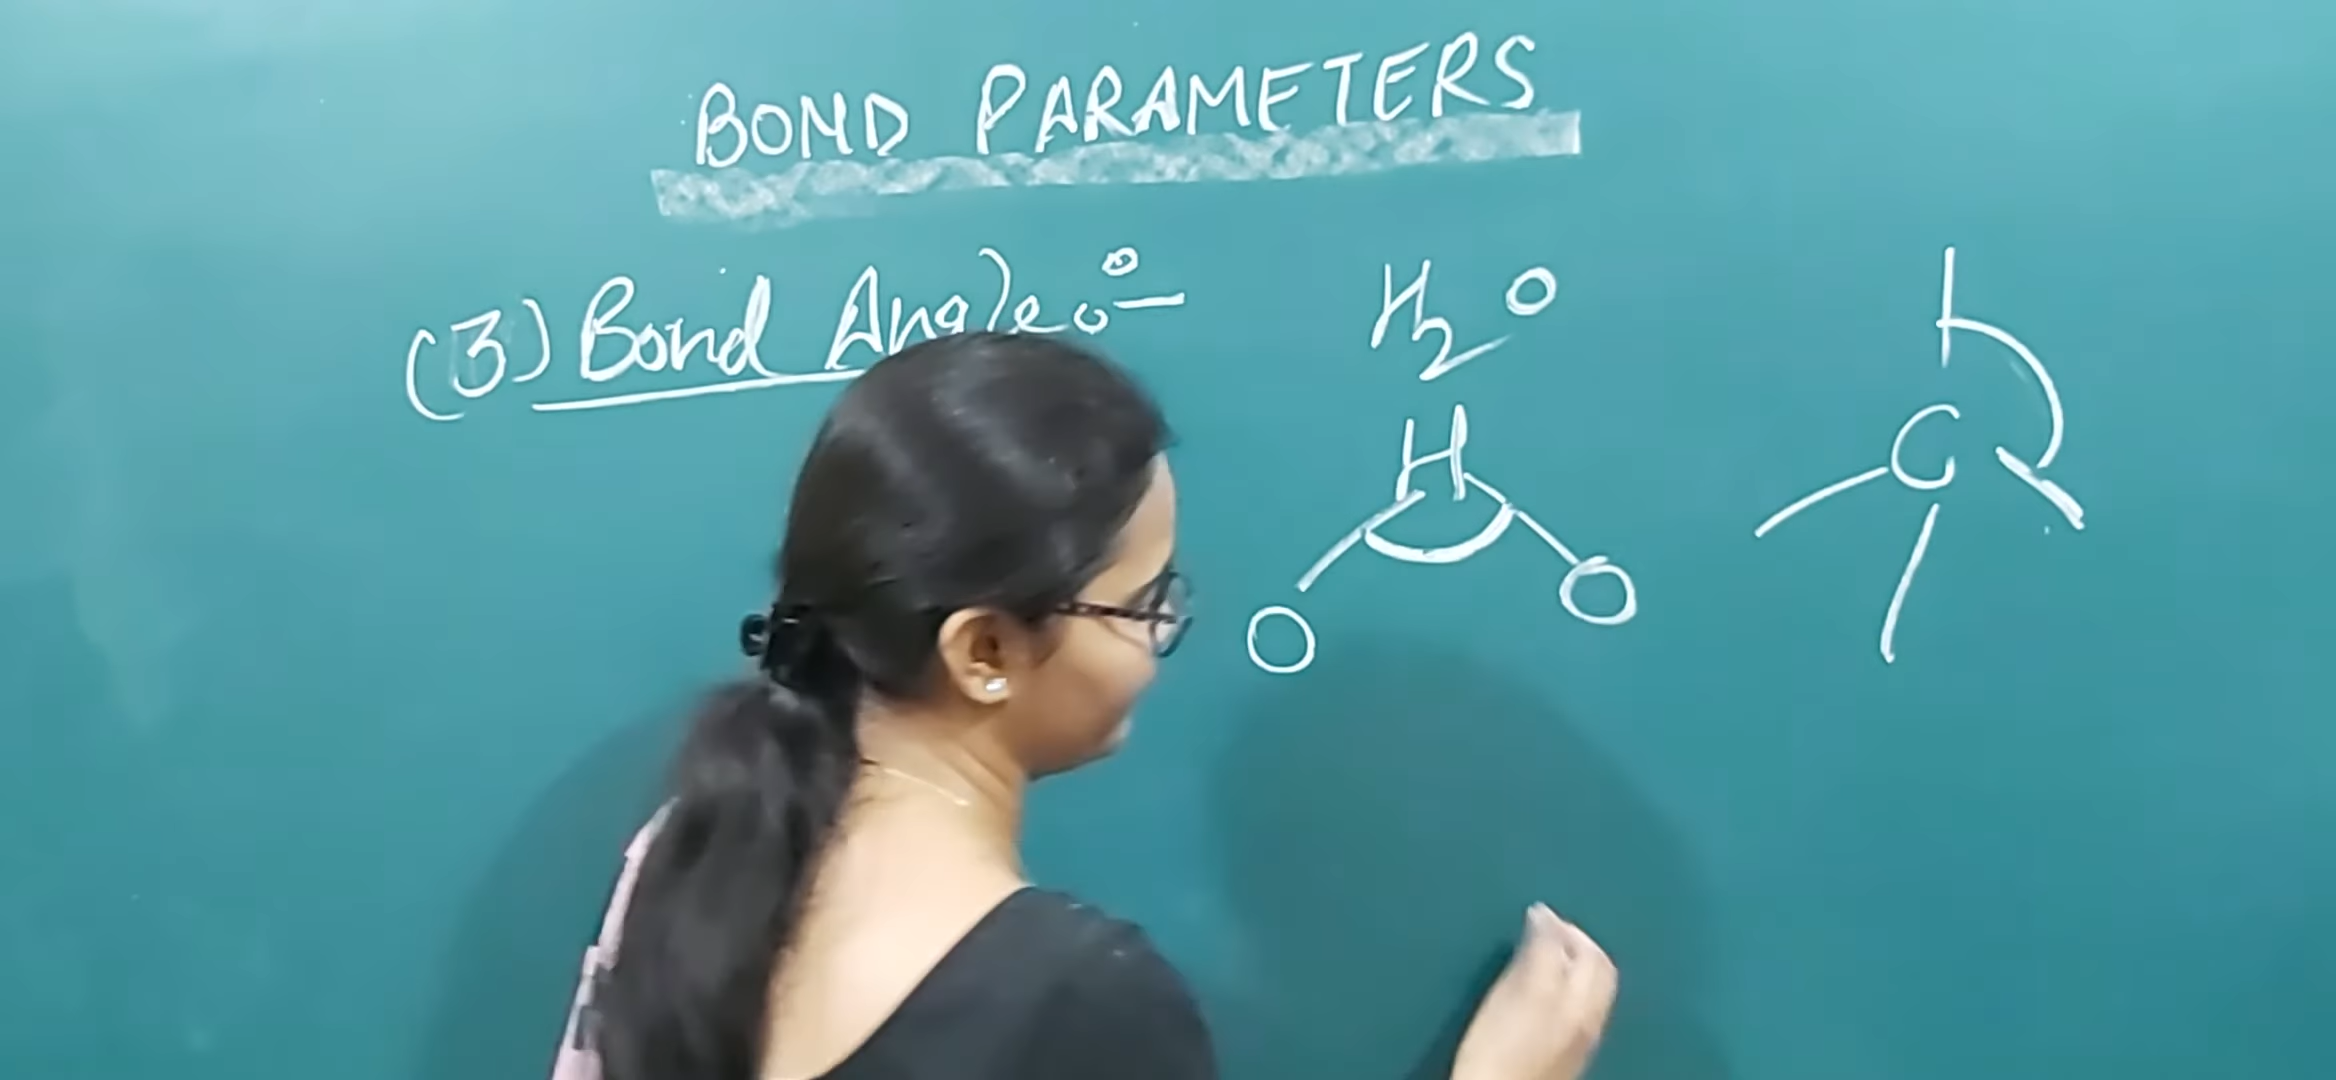 BOND PARAMETERS
(3) Bond Angle :-
H2O
H
O O
C